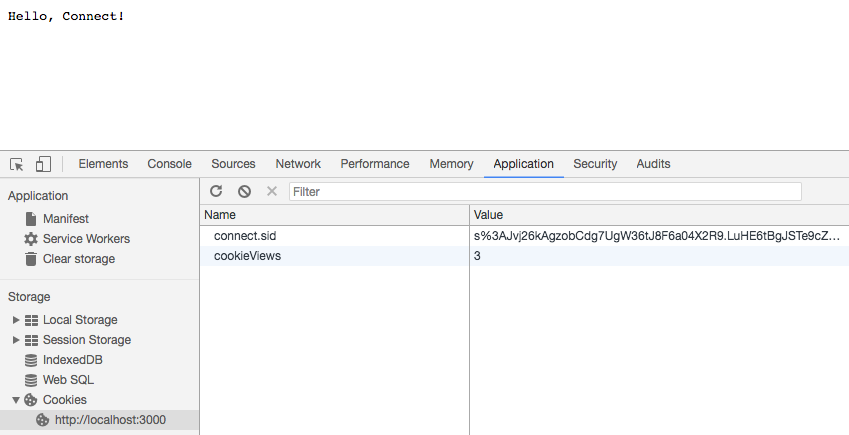 Hello, Connect!
Elements Console Sources Network Performance Memory Application Security Audits
Application
Manifest
Service Workers
Clear storage
Storage
Local Storage
Session Storage
IndexedDB
Web SQL
Cookies
http://localhost:3000
Filter
Name Value
connect.sid s%3AJvj26kAgzobCdg7UgW36tJ8F6a04X2R9.LuHE6tBgJSTe9cZ…
cookieViews 3